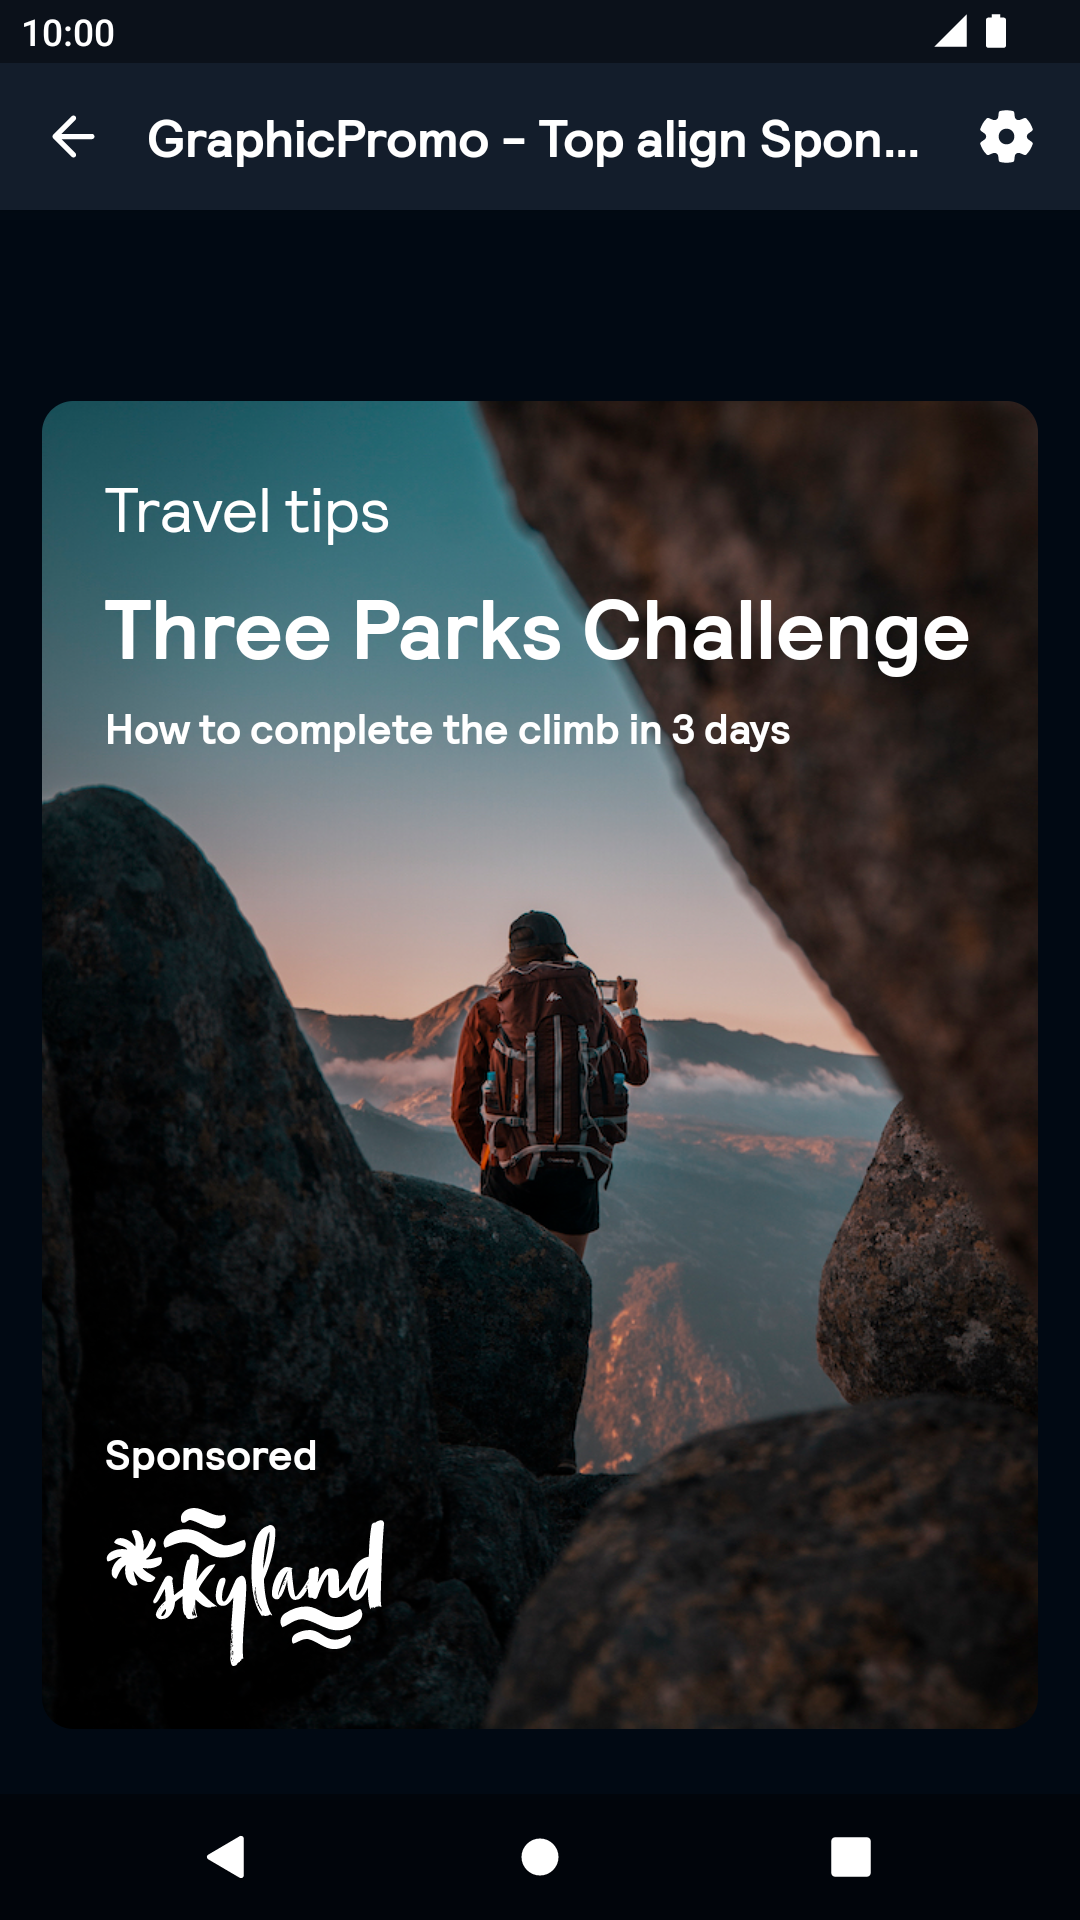 10:00
GraphicPromo - Top align Spon...
Travel tips
Three Parks Challenge
How to complete the climb in 3 days
Sponsored
skyland